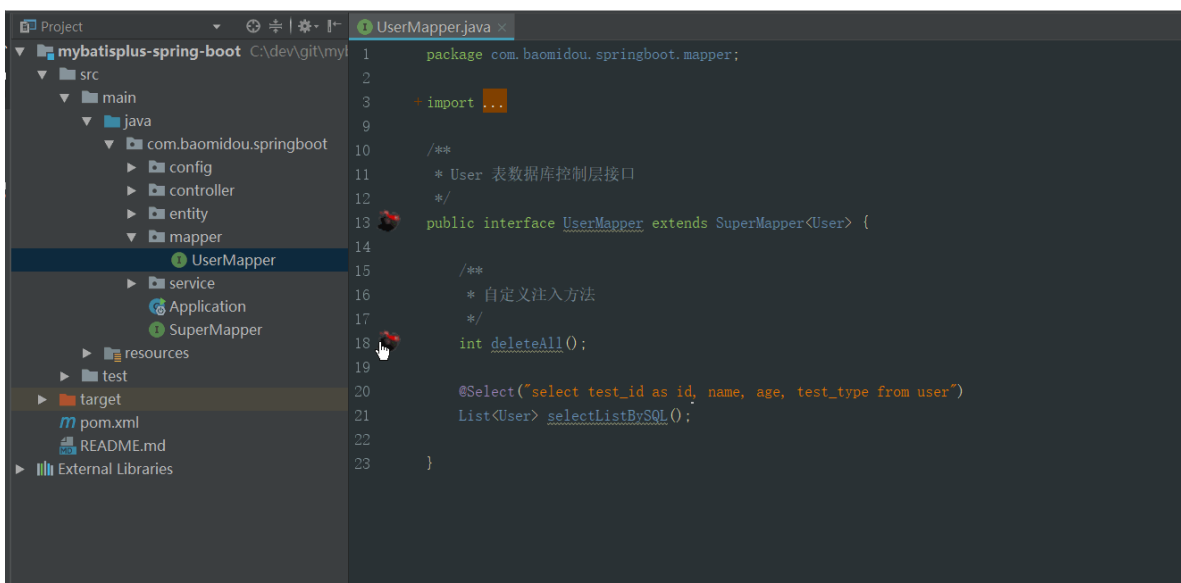 Project
mybatisplus-spring-boot C:\dev\git\myb
src
main
java
com.baomidou.springboot
config
controller
entity
mapper
UserMapper
service
Application
SuperMapper
resources
test
target
pom.xml
README.md
External Libraries
UserMapper.java
1 package com.baomidou.springboot.mapper;
2
3 +import ...
9
10 /**
11 * User 表数据库控制层接口
12 */
13 public interface UserMapper extends SuperMapper<User> {
14
15 /**
16 * 自定义注入方法
17 */
18 int deleteAll();
19
20 @Select("select test_id as id, name, age, test_type from user")
21 List<User> selectListBySQL();
22
23 }